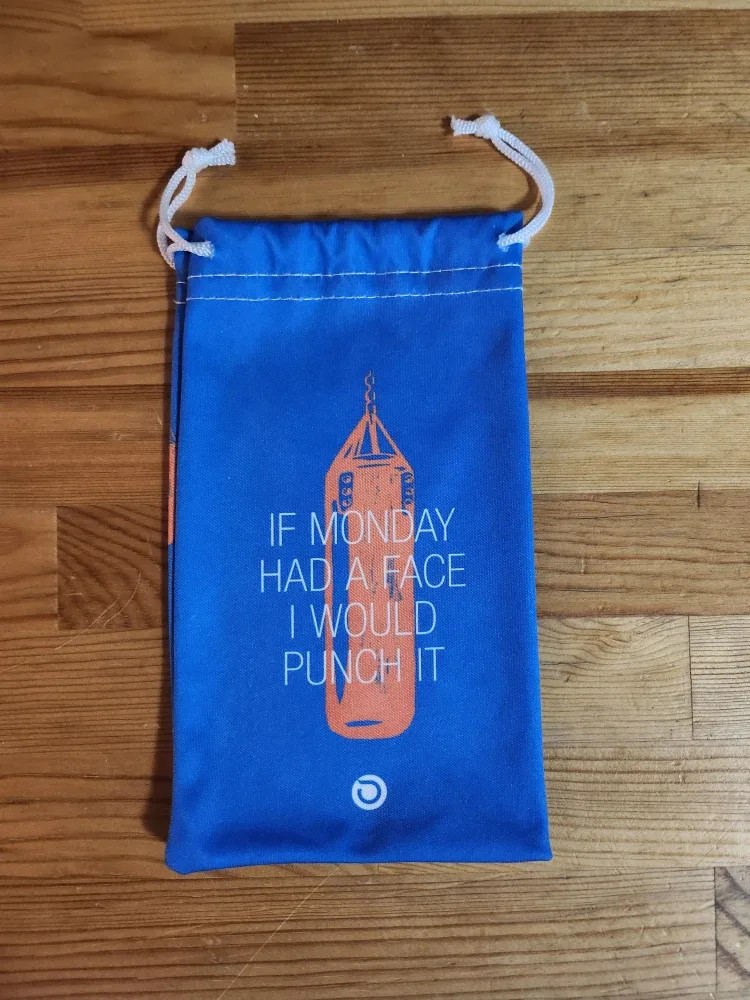 IF MONDAY
HAD A FACE
I WOULD
PUNCH IT